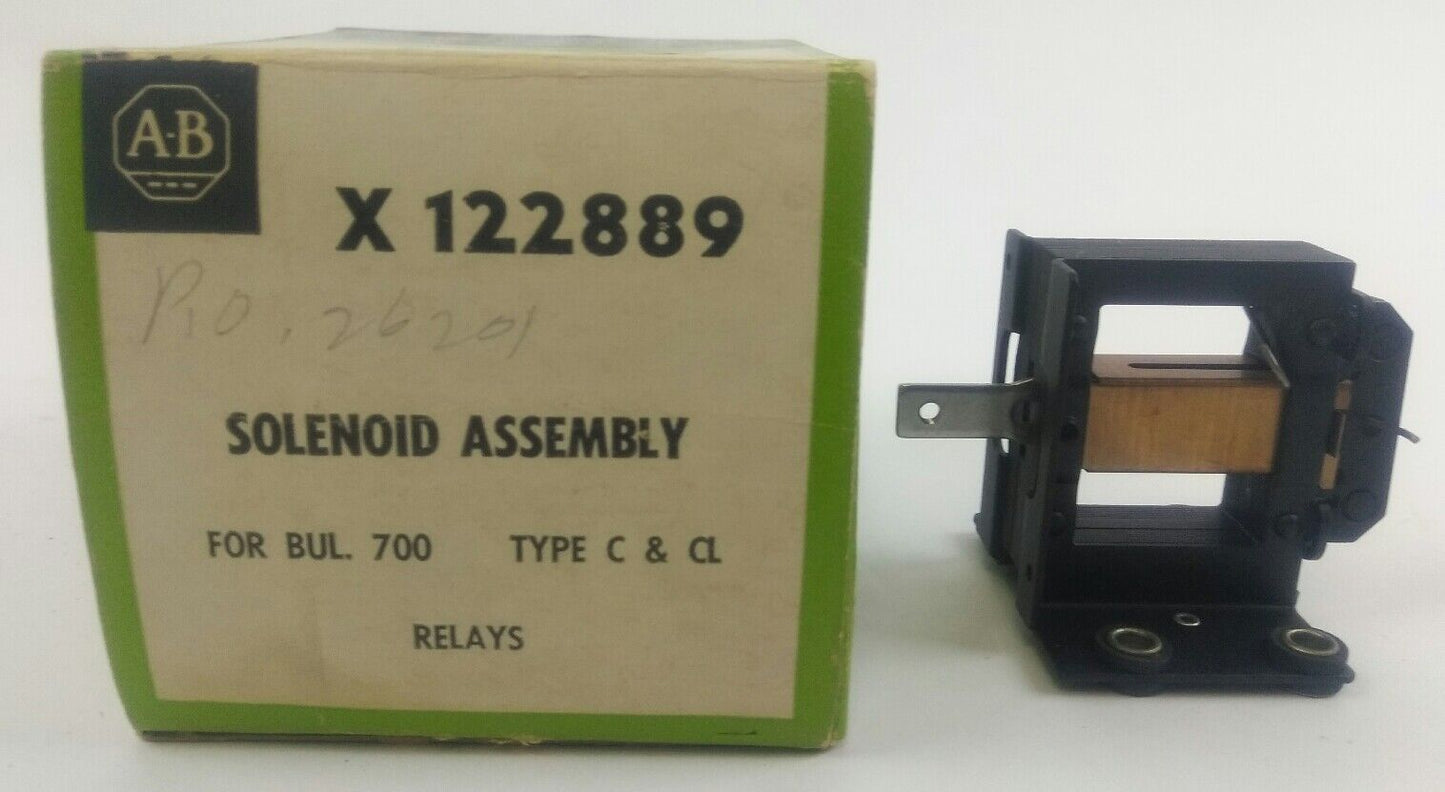 A-B
X 122889
P.O. 26201
SOLENOID ASSEMBLY
FOR BUL. 700 TYPE C & CL
RELAYS